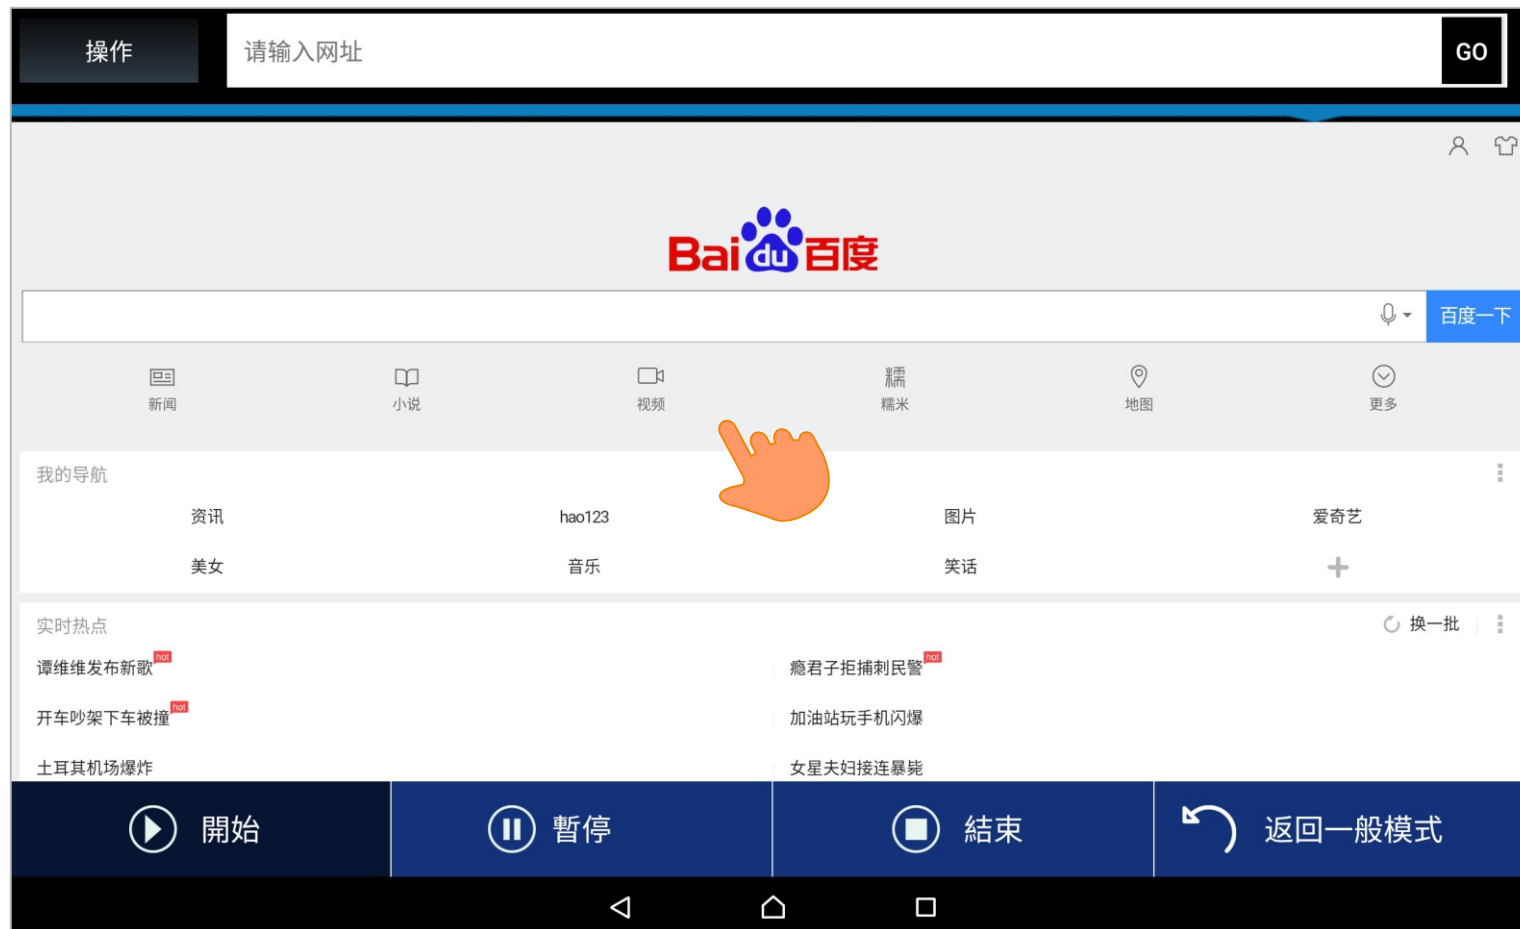 操作 请输入网址 GO
Bai du 百度
百度一下
糯
新闻 小说 视频 糯米 地图 更多
我的导航
资讯 hao123 图片 爱奇艺
美女 音乐 笑话
实时热点 换一批
谭维维发布新歌 hot 瘾君子拒捕刺民警 hot
开车吵架下车被撞 hot 加油站玩手机闪爆
土耳其机场爆炸 女星夫妇接连暴毙
開始 暫停 結束 返回一般模式